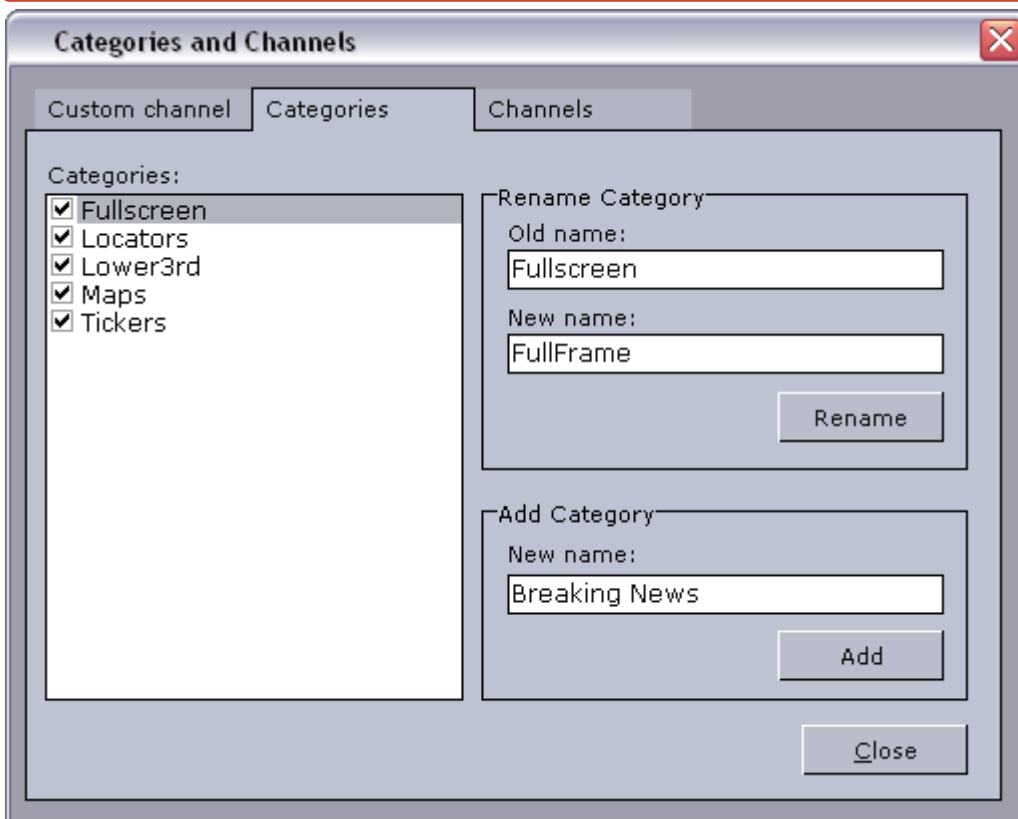 Categories and Channels
Custom channel Categories Channels
Categories:
Fullscreen
Locators
Lower3rd
Maps
Tickers
Rename Category
Old name:
Fullscreen
New name:
FullFrame
Rename
Add Category
New name:
Breaking News
Add
Close